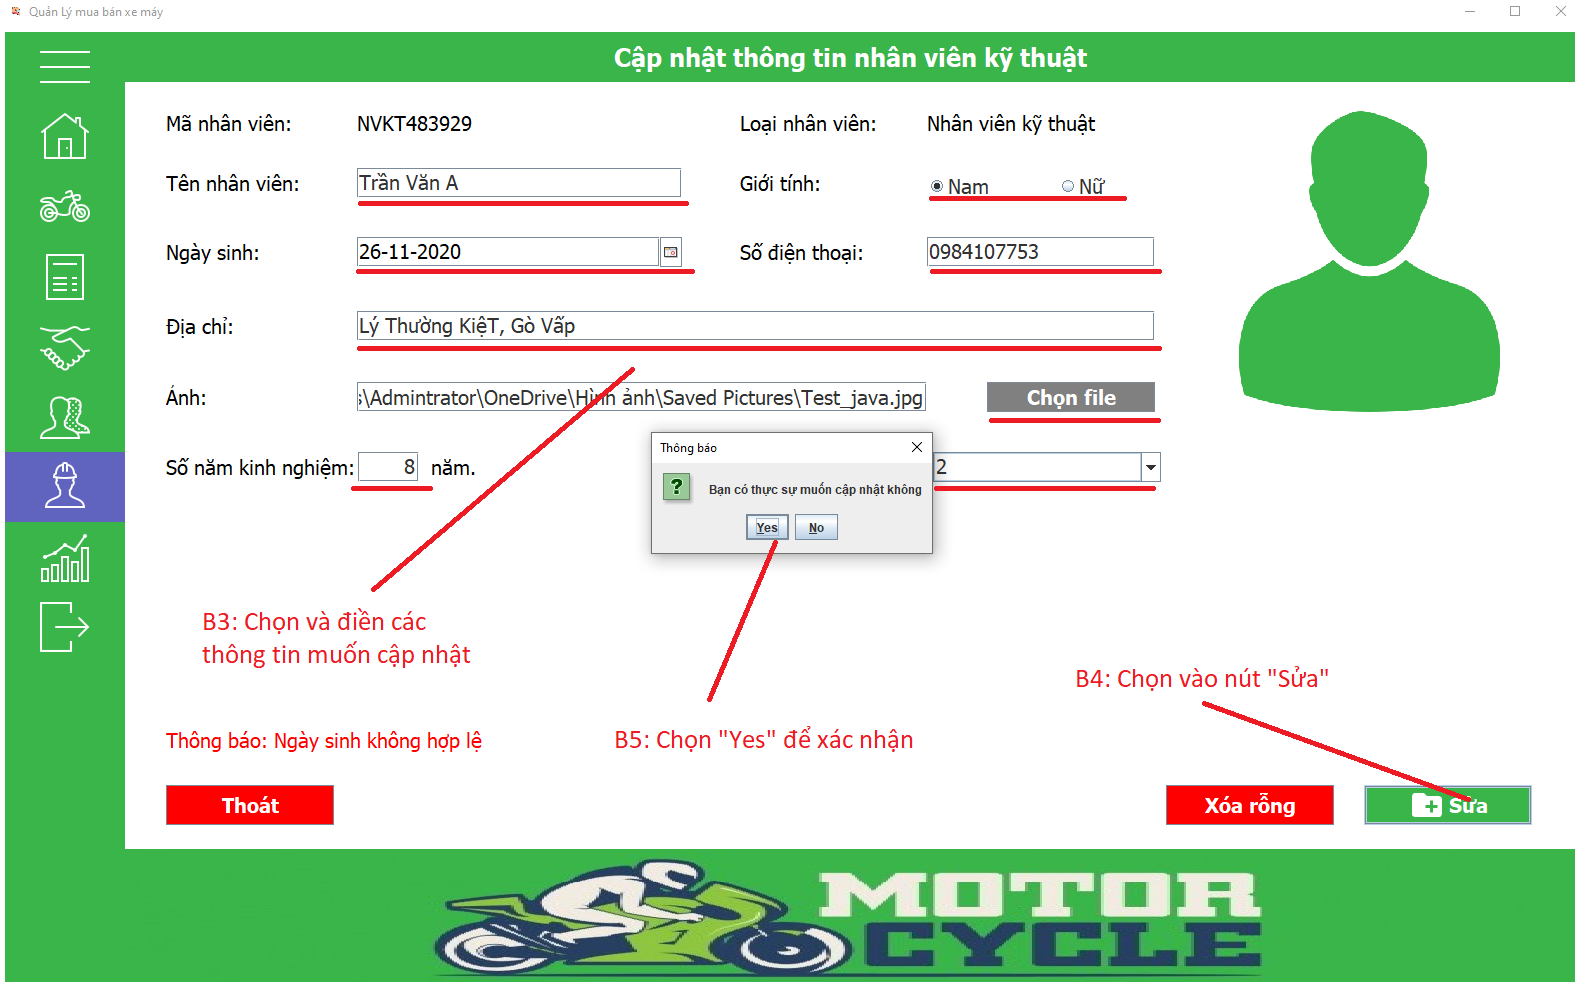 Quản Lý mua bán xe máy
Cập nhật thông tin nhân viên kỹ thuật
Mã nhân viên: NVKT483929 Loại nhân viên: Nhân viên kỹ thuật
Tên nhân viên: Trần Văn A Giới tính: Nam Nữ
Ngày sinh: 26-11-2020 Số điện thoại: 0984107753
Địa chỉ: Lý Thường KiệT, Gò Vấp
Ảnh: s\Admintrator\OneDrive\Hình ảnh\Saved Pictures\Test_java.jpg Chọn file
Số năm kinh nghiệm: 8 năm. 2
Thông báo
Bạn có thực sự muốn cập nhật không
Yes No
B3: Chọn và điền các
thông tin muốn cập nhật
B4: Chọn vào nút "Sửa"
B5: Chọn "Yes" để xác nhận
Thông báo: Ngày sinh không hợp lệ
Thoát Xóa rỗng Sửa
MOTOR
CYCLE